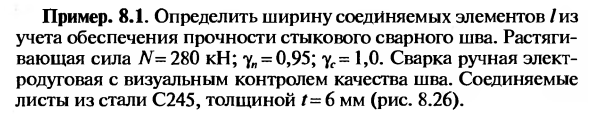 Пример. 8.1. Определить ширину соединяемых элементов l из
учета обеспечения прочности стыкового сварного шва. Растяги-
вающая сила N = 280 кН; γₙ = 0,95; γ_c = 1,0. Сварка ручная элект-
родуговая с визуальным контролем качества шва. Соединяемые
листы из стали С245, толщиной t = 6 мм (рис. 8.26).